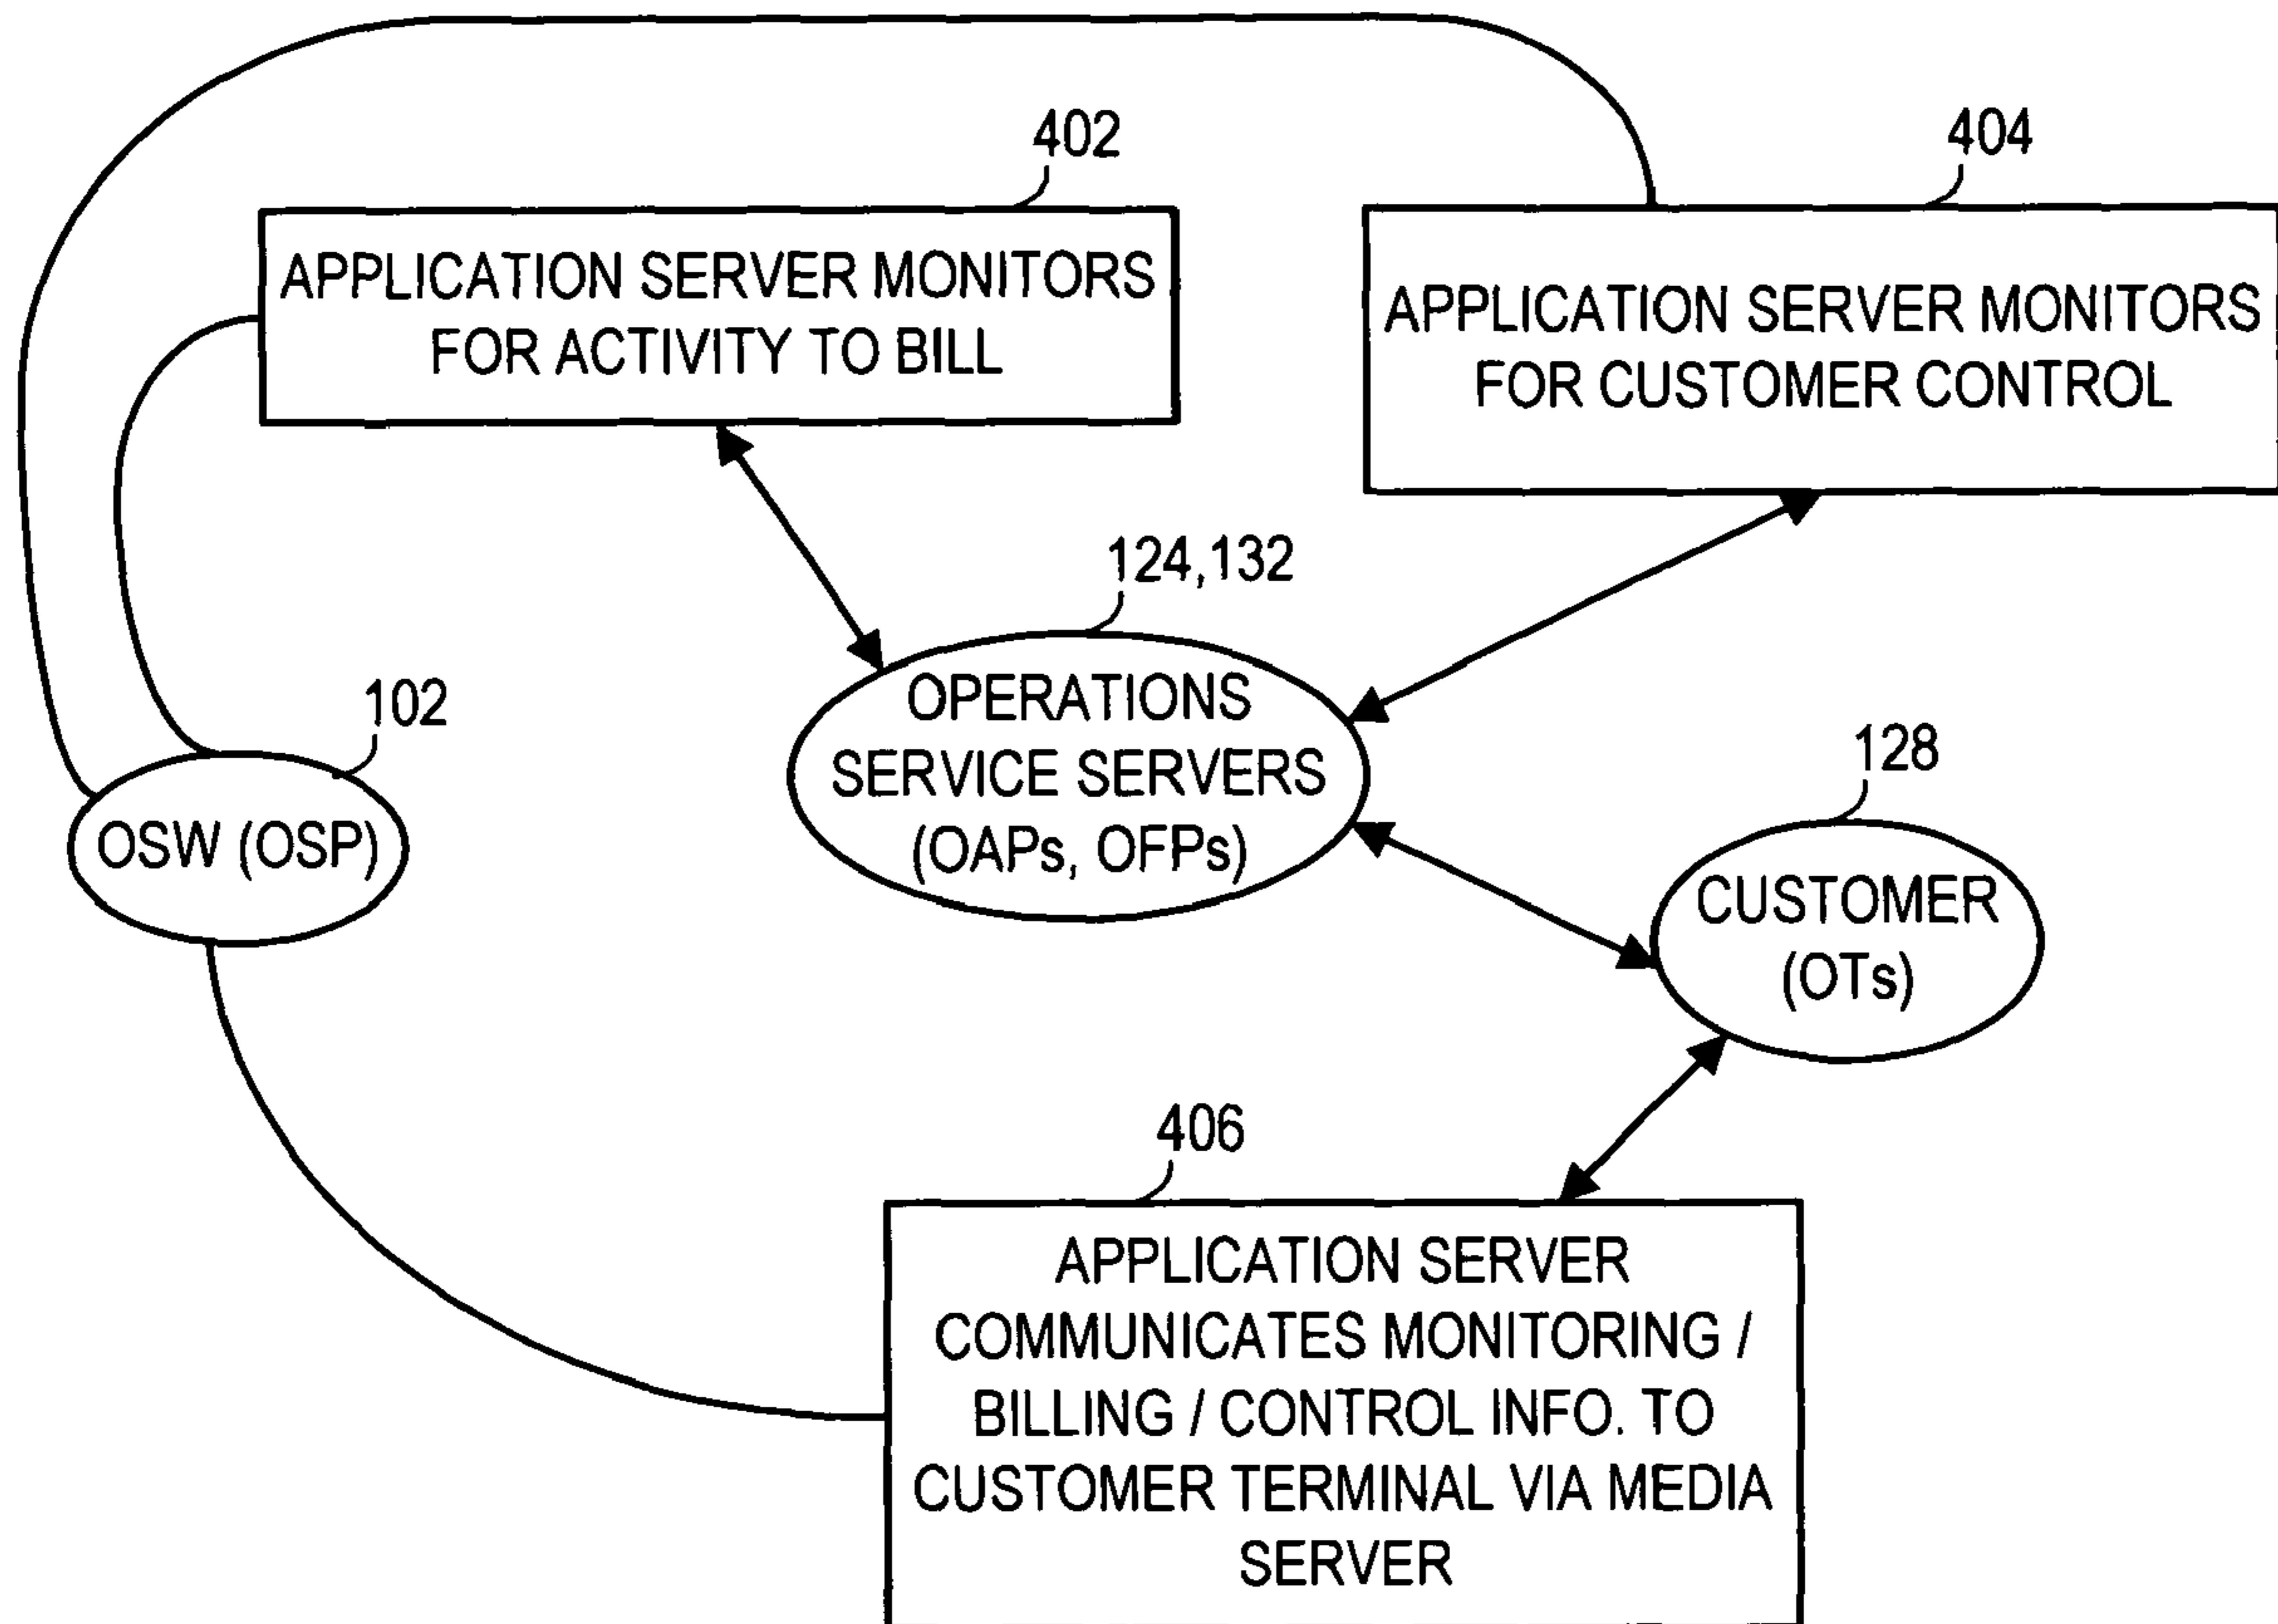 402
APPLICATION SERVER MONITORS
FOR ACTIVITY TO BILL
404
APPLICATION SERVER MONITORS
FOR CUSTOMER CONTROL
124,132
OPERATIONS
SERVICE SERVERS
(OAPs, OFPs)
102
OSW (OSP)
128
CUSTOMER
(OTs)
406
APPLICATION SERVER
COMMUNICATES MONITORING /
BILLING / CONTROL INFO. TO
CUSTOMER TERMINAL VIA MEDIA
SERVER